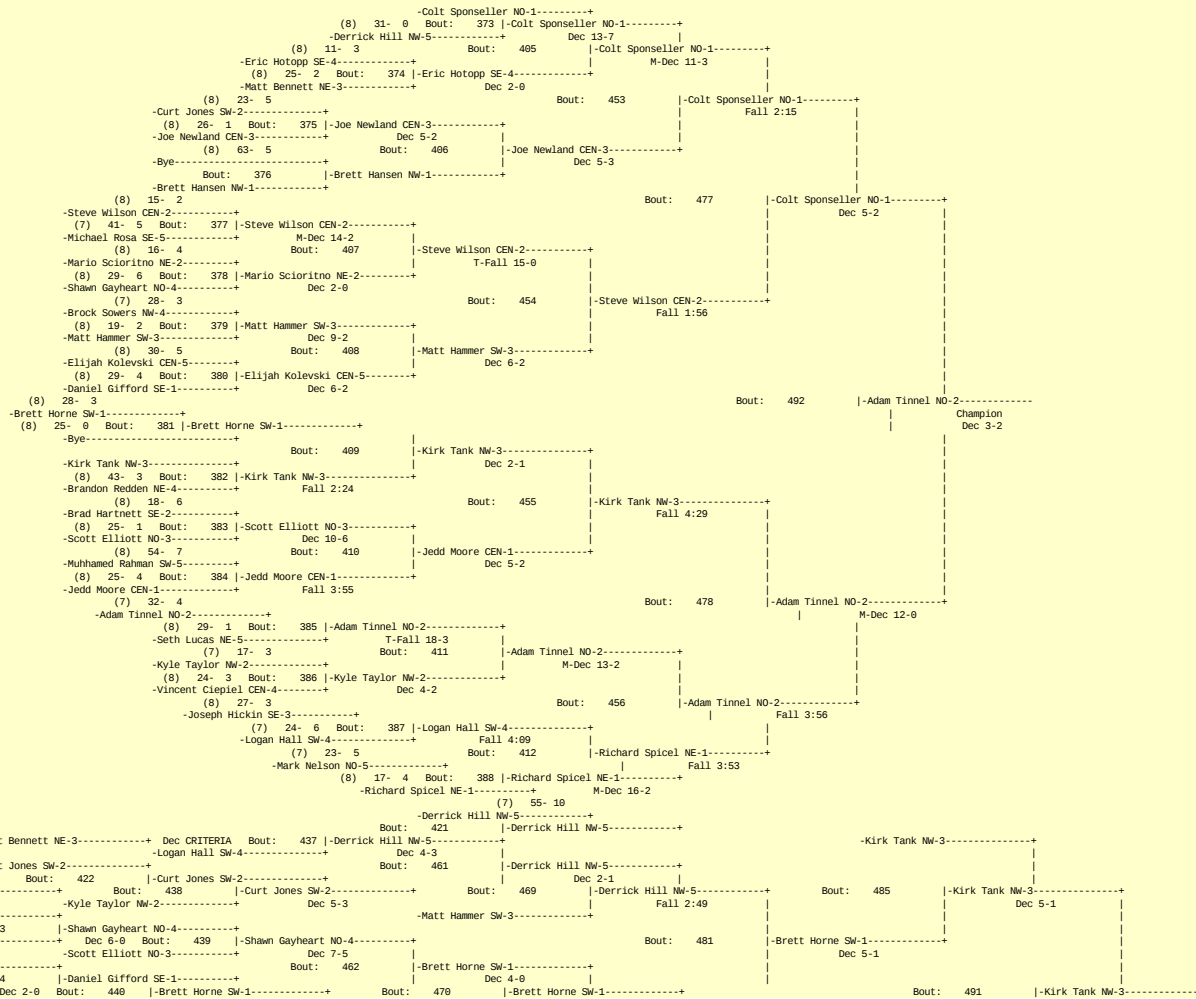 -Colt Sponseller NO-1---------+
(8) 31- 0 Bout: 373 |-Colt Sponseller NO-1---------+
-Derrick Hill NW-5------------+ Dec 13-7 |
(8) 11- 3 Bout: 405 |-Colt Sponseller NO-1---------+
-Eric Hotopp SE-4-------------+ | M-Dec 11-3 |
(8) 25- 2 Bout: 374 |-Eric Hotopp SE-4-------------+ |
-Matt Bennett NE-3------------+ Dec 2-0 |
(8) 23- 5 Bout: 453 |-Colt Sponseller NO-1---------+
-Curt Jones SW-2--------------+ | Fall 2:15 |
(8) 26- 1 Bout: 375 |-Joe Newland CEN-3------------+ | |
-Joe Newland CEN-3------------+ Dec 5-2 | | |
(8) 63- 5 Bout: 406 |-Joe Newland CEN-3------------+ |
-Bye--------------------------+ | Dec 5-3 |
Bout: 376 |-Brett Hansen NW-1------------+ |
-Brett Hansen NW-1------------+ |
(8) 15- 2 Bout: 477 |-Colt Sponseller NO-1---------+
-Steve Wilson CEN-2-----------+ | Dec 5-2 |
(7) 41- 5 Bout: 377 |-Steve Wilson CEN-2-----------+ | |
-Michael Rosa SE-5------------+ M-Dec 14-2 | | |
(8) 16- 4 Bout: 407 |-Steve Wilson CEN-2-----------+ | |
-Mario Scioritno NE-2---------+ | T-Fall 15-0 | | |
(8) 29- 6 Bout: 378 |-Mario Scioritno NE-2---------+ | | |
-Shawn Gayheart NO-4----------+ Dec 2-0 | | |
(7) 28- 3 Bout: 454 |-Steve Wilson CEN-2-----------+ |
-Brock Sowers NW-4------------+ | Fall 1:56 |
(8) 19- 2 Bout: 379 |-Matt Hammer SW-3-------------+ | |
-Matt Hammer SW-3-------------+ Dec 9-2 | | |
(8) 30- 5 Bout: 408 |-Matt Hammer SW-3-------------+ |
-Elijah Kolevski CEN-5--------+ | Dec 6-2 |
(8) 29- 4 Bout: 380 |-Elijah Kolevski CEN-5--------+ |
-Daniel Gifford SE-1----------+ Dec 6-2 |
(8) 28- 3 Bout: 492 |-Adam Tinnel NO-2-------------
-Brett Horne SW-1-------------+ | Champion
(8) 25- 0 Bout: 381 |-Brett Horne SW-1-------------+ | Dec 3-2
-Bye--------------------------+ | |
Bout: 409 |-Kirk Tank NW-3---------------+ |
-Kirk Tank NW-3---------------+ | Dec 2-1 | |
(8) 43- 3 Bout: 382 |-Kirk Tank NW-3---------------+ | |
-Brandon Redden NE-4----------+ Fall 2:24 | |
(8) 18- 6 Bout: 455 |-Kirk Tank NW-3---------------+ |
-Brad Hartnett SE-2-----------+ | Fall 4:29 | |
(8) 25- 1 Bout: 383 |-Scott Elliott NO-3-----------+ | | |
-Scott Elliott NO-3-----------+ Dec 10-6 | | | |
(8) 54- 7 Bout: 410 |-Jedd Moore CEN-1-------------+ | |
-Muhhamed Rahman SW-5---------+ | Dec 5-2 | |
(8) 25- 4 Bout: 384 |-Jedd Moore CEN-1-------------+ | |
-Jedd Moore CEN-1-------------+ Fall 3:55 | |
(7) 32- 4 Bout: 478 |-Adam Tinnel NO-2-------------+
-Adam Tinnel NO-2-------------+ | M-Dec 12-0
(8) 29- 1 Bout: 385 |-Adam Tinnel NO-2-------------+ |
-Seth Lucas NE-5--------------+ T-Fall 18-3 | |
(7) 17- 3 Bout: 411 |-Adam Tinnel NO-2-------------+ |
-Kyle Taylor NW-2-------------+ | M-Dec 13-2 | |
(8) 24- 3 Bout: 386 |-Kyle Taylor NW-2-------------+ | |
-Vincent Ciepiel CEN-4--------+ Dec 4-2 | |
(8) 27- 3 Bout: 456 |-Adam Tinnel NO-2-------------+
-Joseph Hickin SE-3-----------+ | Fall 3:56
(7) 24- 6 Bout: 387 |-Logan Hall SW-4--------------+ |
-Logan Hall SW-4--------------+ Fall 4:09 | |
(7) 23- 5 Bout: 412 |-Richard Spicel NE-1----------+
-Mark Nelson NO-5-------------+ | Fall 3:53
(8) 17- 4 Bout: 388 |-Richard Spicel NE-1----------+
-Richard Spicel NE-1----------+ M-Dec 16-2
(7) 55- 10
-Derrick Hill NW-5------------+
Bout: 421 |-Derrick Hill NW-5------------+
t Bennett NE-3-----------+ Dec CRITERIA Bout: 437 |-Derrick Hill NW-5------------+ -Kirk Tank NW-3---------------+
-Logan Hall SW-4--------------+ Dec 4-3 | |
t Jones SW-2-------------+ Bout: 461 |-Derrick Hill NW-5------------+ |
Bout: 422 |-Curt Jones SW-2--------------+ | Dec 2-1 | |
----------+ Bout: 438 |-Curt Jones SW-2--------------+ Bout: 469 |-Derrick Hill NW-5------------+ Bout: 485 |-Kirk Tank NW-3---------------+
-Kyle Taylor NW-2-------------+ Dec 5-3 | Fall 2:49 | | Dec 5-1 |
----------+ -Matt Hammer SW-3-------------+ | | |
3 |-Shawn Gayheart NO-4----------+ | | |
----------+ Dec 6-0 Bout: 439 |-Shawn Gayheart NO-4----------+ Bout: 481 |-Brett Horne SW-1-------------+ |
-Scott Elliott NO-3-----------+ Dec 7-5 | | Dec 5-1 |
----------+ Bout: 462 |-Brett Horne SW-1-------------+ | |
4 |-Daniel Gifford SE-1----------+ | Dec 4-0 | | |
Dec 2-0 Bout: 440 |-Brett Horne SW-1-------------+ Bout: 470 |-Brett Horne SW-1-------------+ Bout: 491 |-Kirk Tank NW-3---------------